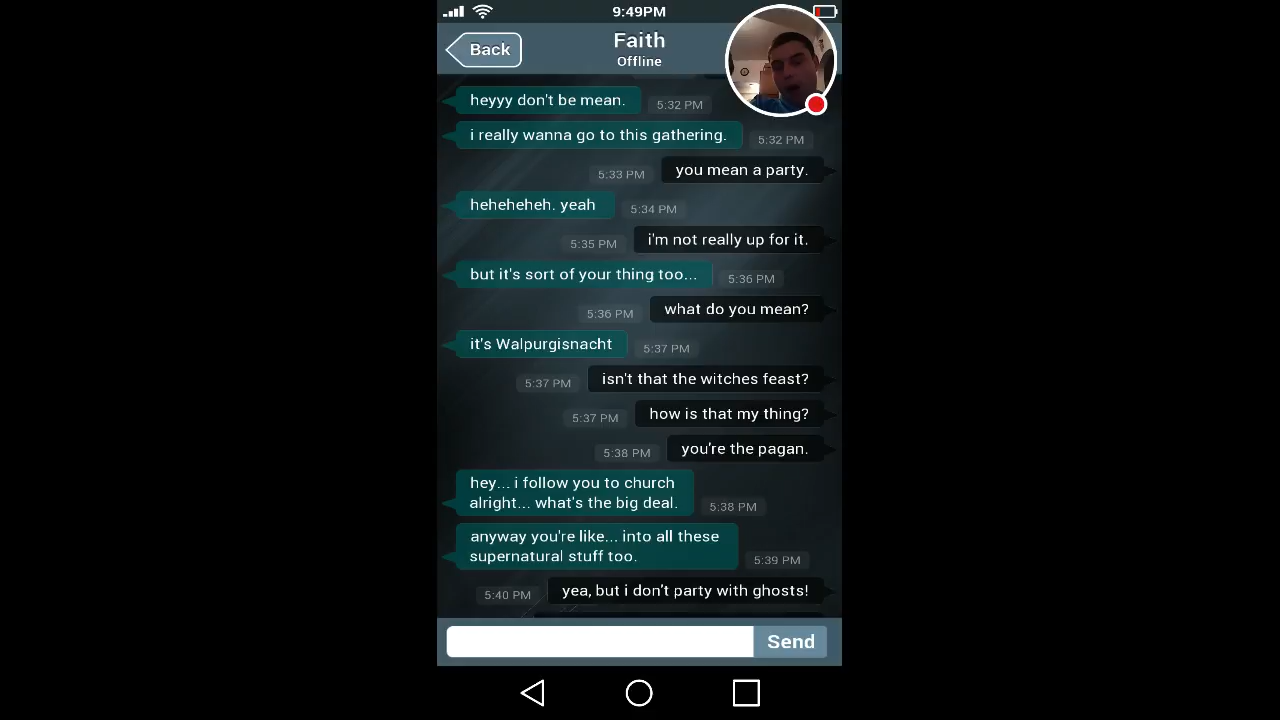 9:49PM
Back
Faith
Offline
heyyy don't be mean.
5:32 PM
i really wanna go to this gathering.
5:32 PM
5:33 PM
you mean a party.
heheheheh. yeah
5:34 PM
5:35 PM
i'm not really up for it.
but it's sort of your thing too...
5:36 PM
5:36 PM
what do you mean?
it's Walpurgisnacht
5:37 PM
5:37 PM
isn't that the witches feast?
5:37 PM
how is that my thing?
5:38 PM
you're the pagan.
hey... i follow you to church
alright... what's the big deal.
5:38 PM
anyway you're like... into all these
supernatural stuff too.
5:39 PM
5:40 PM
yea, but i don't party with ghosts!
Send